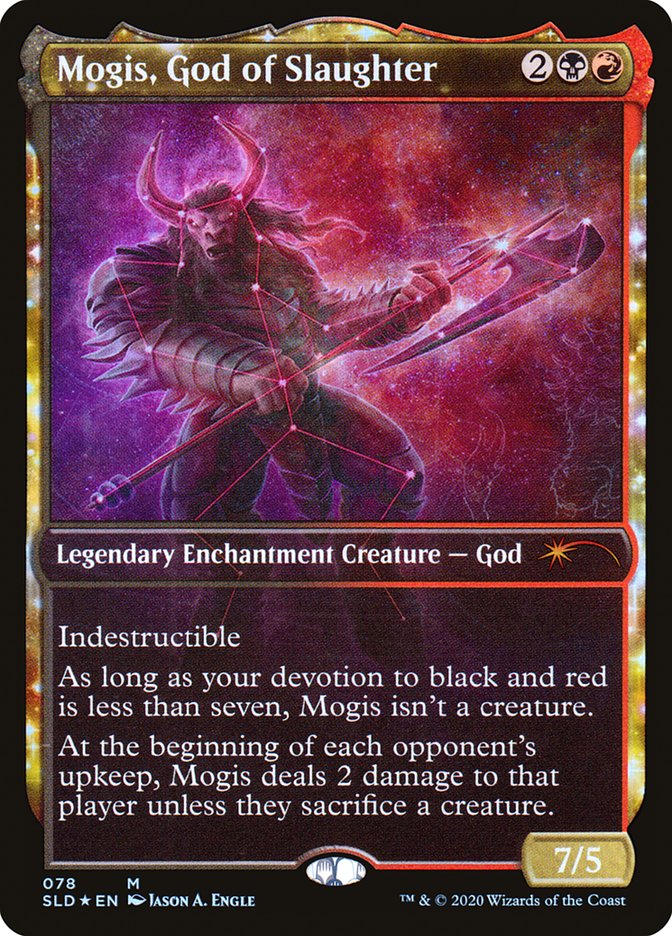 Mogis, God of Slaughter 2
Legendary Enchantment Creature — God
Indestructible
As long as your devotion to black and red
is less than seven, Mogis isn't a creature.
At the beginning of each opponent's
upkeep, Mogis deals 2 damage to that
player unless they sacrifice a creature.
7/5
078 M
SLD★EN Jason A. Engle ™ & © 2020 Wizards of the Coast